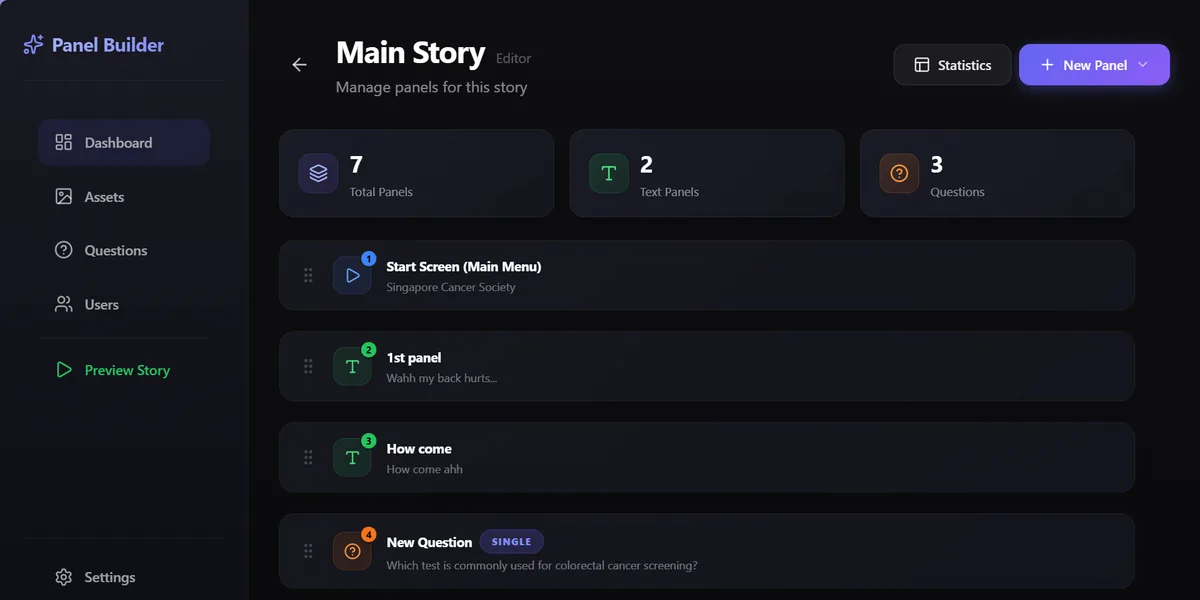 Panel Builder
Dashboard
Assets
Questions
Users
Preview Story
Settings
Main Story Editor
Manage panels for this story
Statistics
New Panel
7
Total Panels
2
Text Panels
3
Questions
1
Start Screen (Main Menu)
Singapore Cancer Society
2
1st panel
Wahh my back hurts...
3
How come
How come ahh
4
New Question SINGLE
Which test is commonly used for colorectal cancer screening?